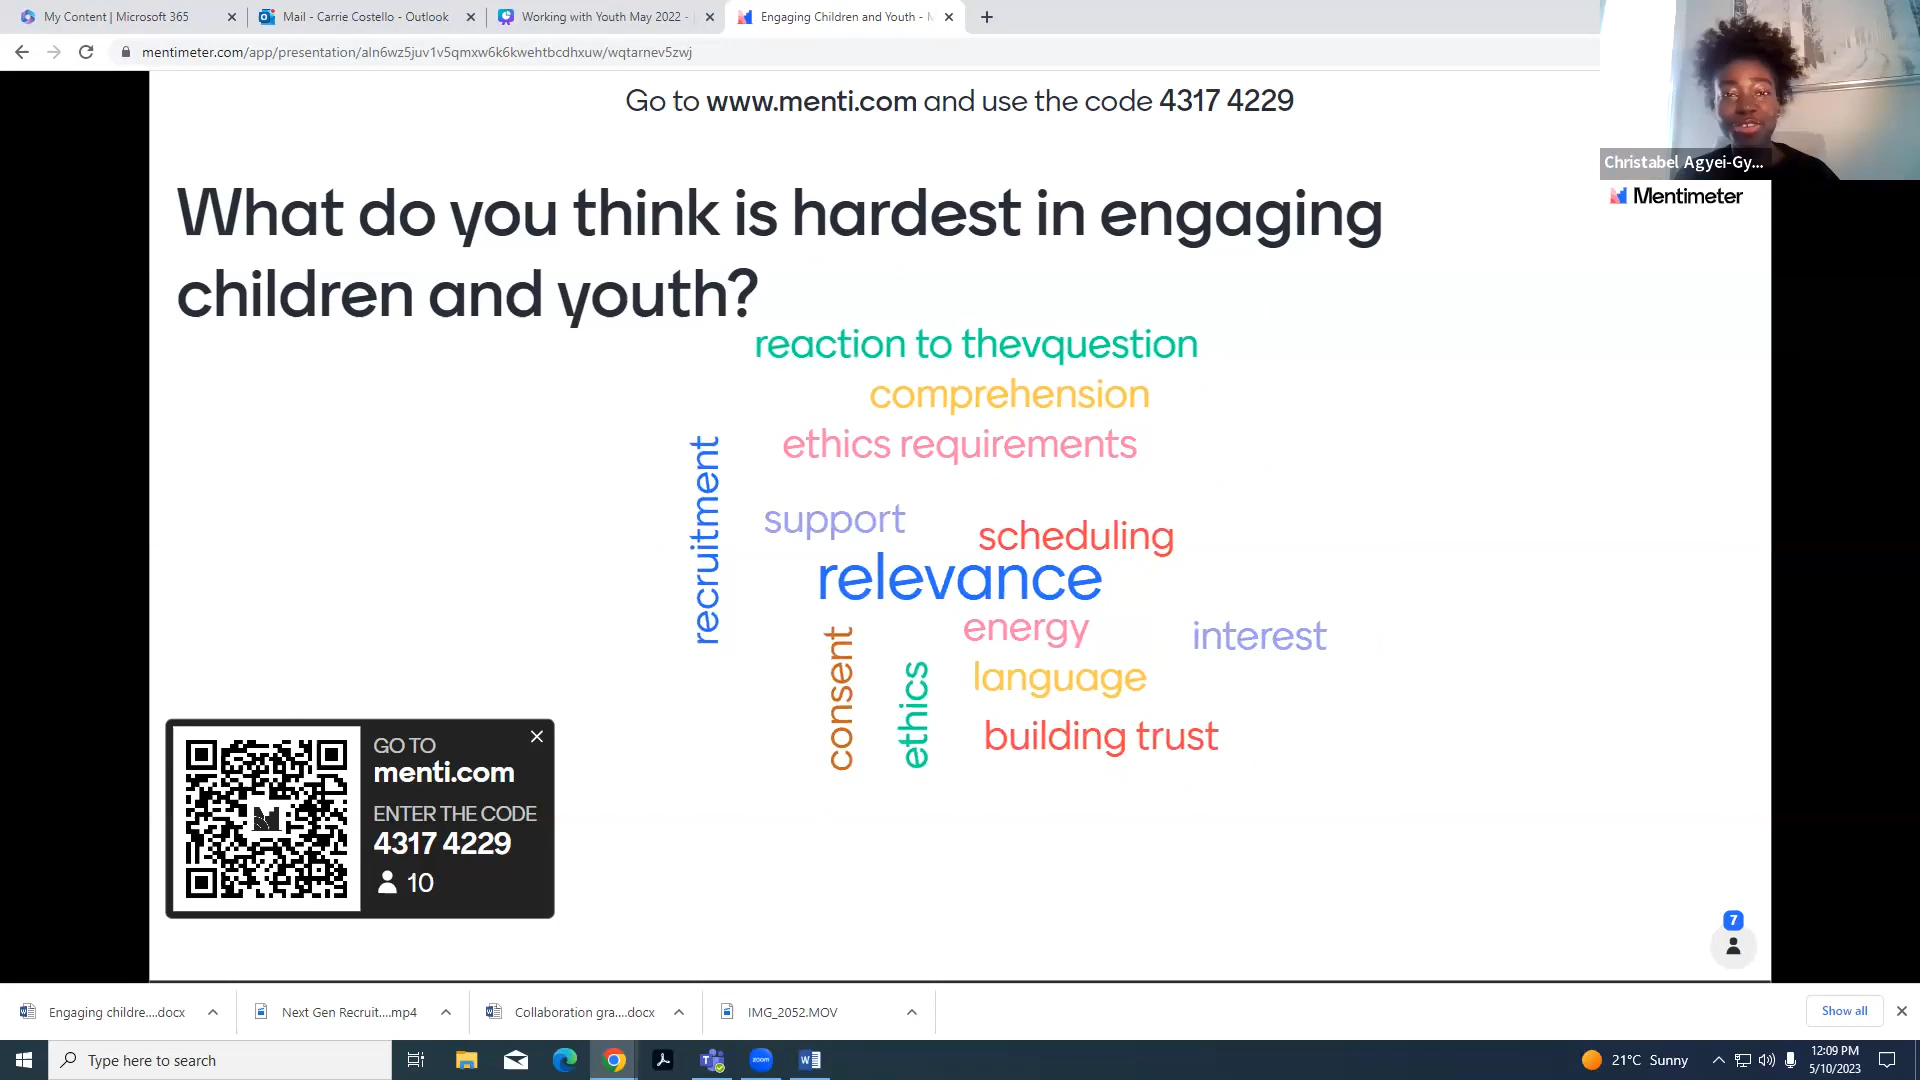 My Content | Microsoft 365
Mail - Carrie Costello - Outlook
Working with Youth May 2022 -
Engaging Children and Youth - M
mentimeter.com/app/presentation/aln6wz5juv1v5qmxw6k6kwehtbcdhxuw/wqtarnev5zwj
Go to www.menti.com and use the code 4317 4229
Christabel Agyei-Gy...
Mentimeter
What do you think is hardest in engaging
children and youth?
reaction to thevquestion
comprehension
ethics requirements
recruitment
support
scheduling
relevance
energy
interest
consent
ethics
language
building trust
GO TO
menti.com
ENTER THE CODE
4317 4229
10
7
Engaging childre....docx
Next Gen Recruit....mp4
Collaboration gra....docx
IMG_2052.MOV
Show all
Type here to search
zoom
21°C Sunny
12:09 PM
5/10/2023